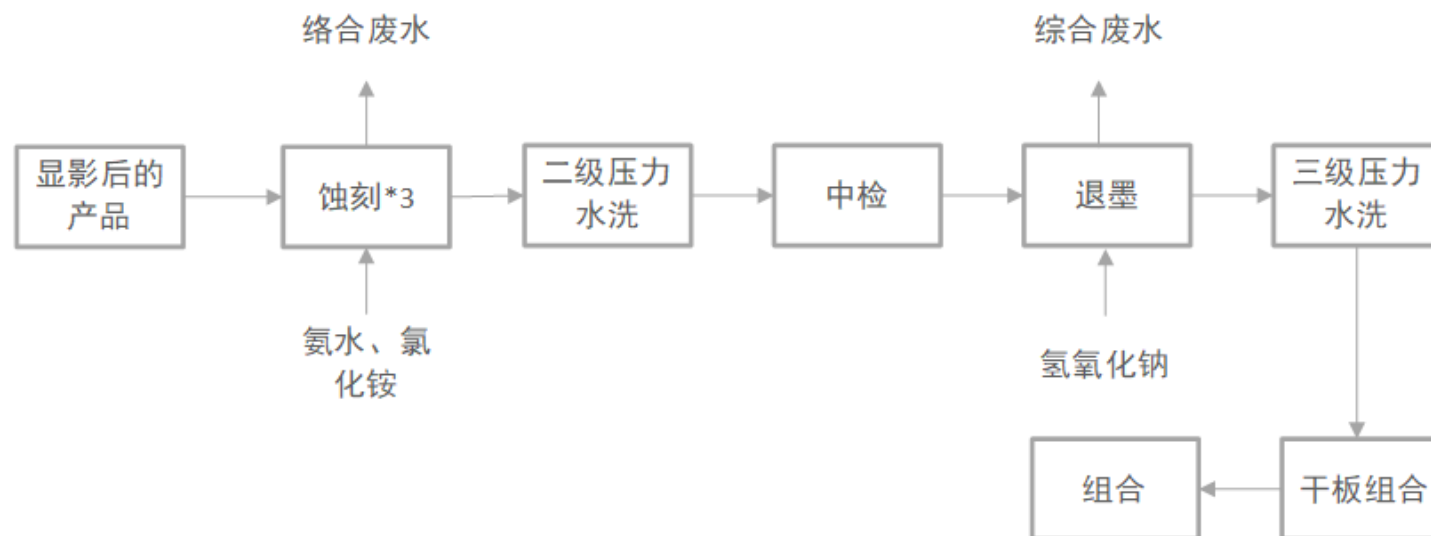 络合废水
综合废水
显影后的
产品
蚀刻*3
二级压力
水洗
中检
退墨
三级压力
水洗
氨水、氯
化铵
氢氧化钠
组合
干板组合